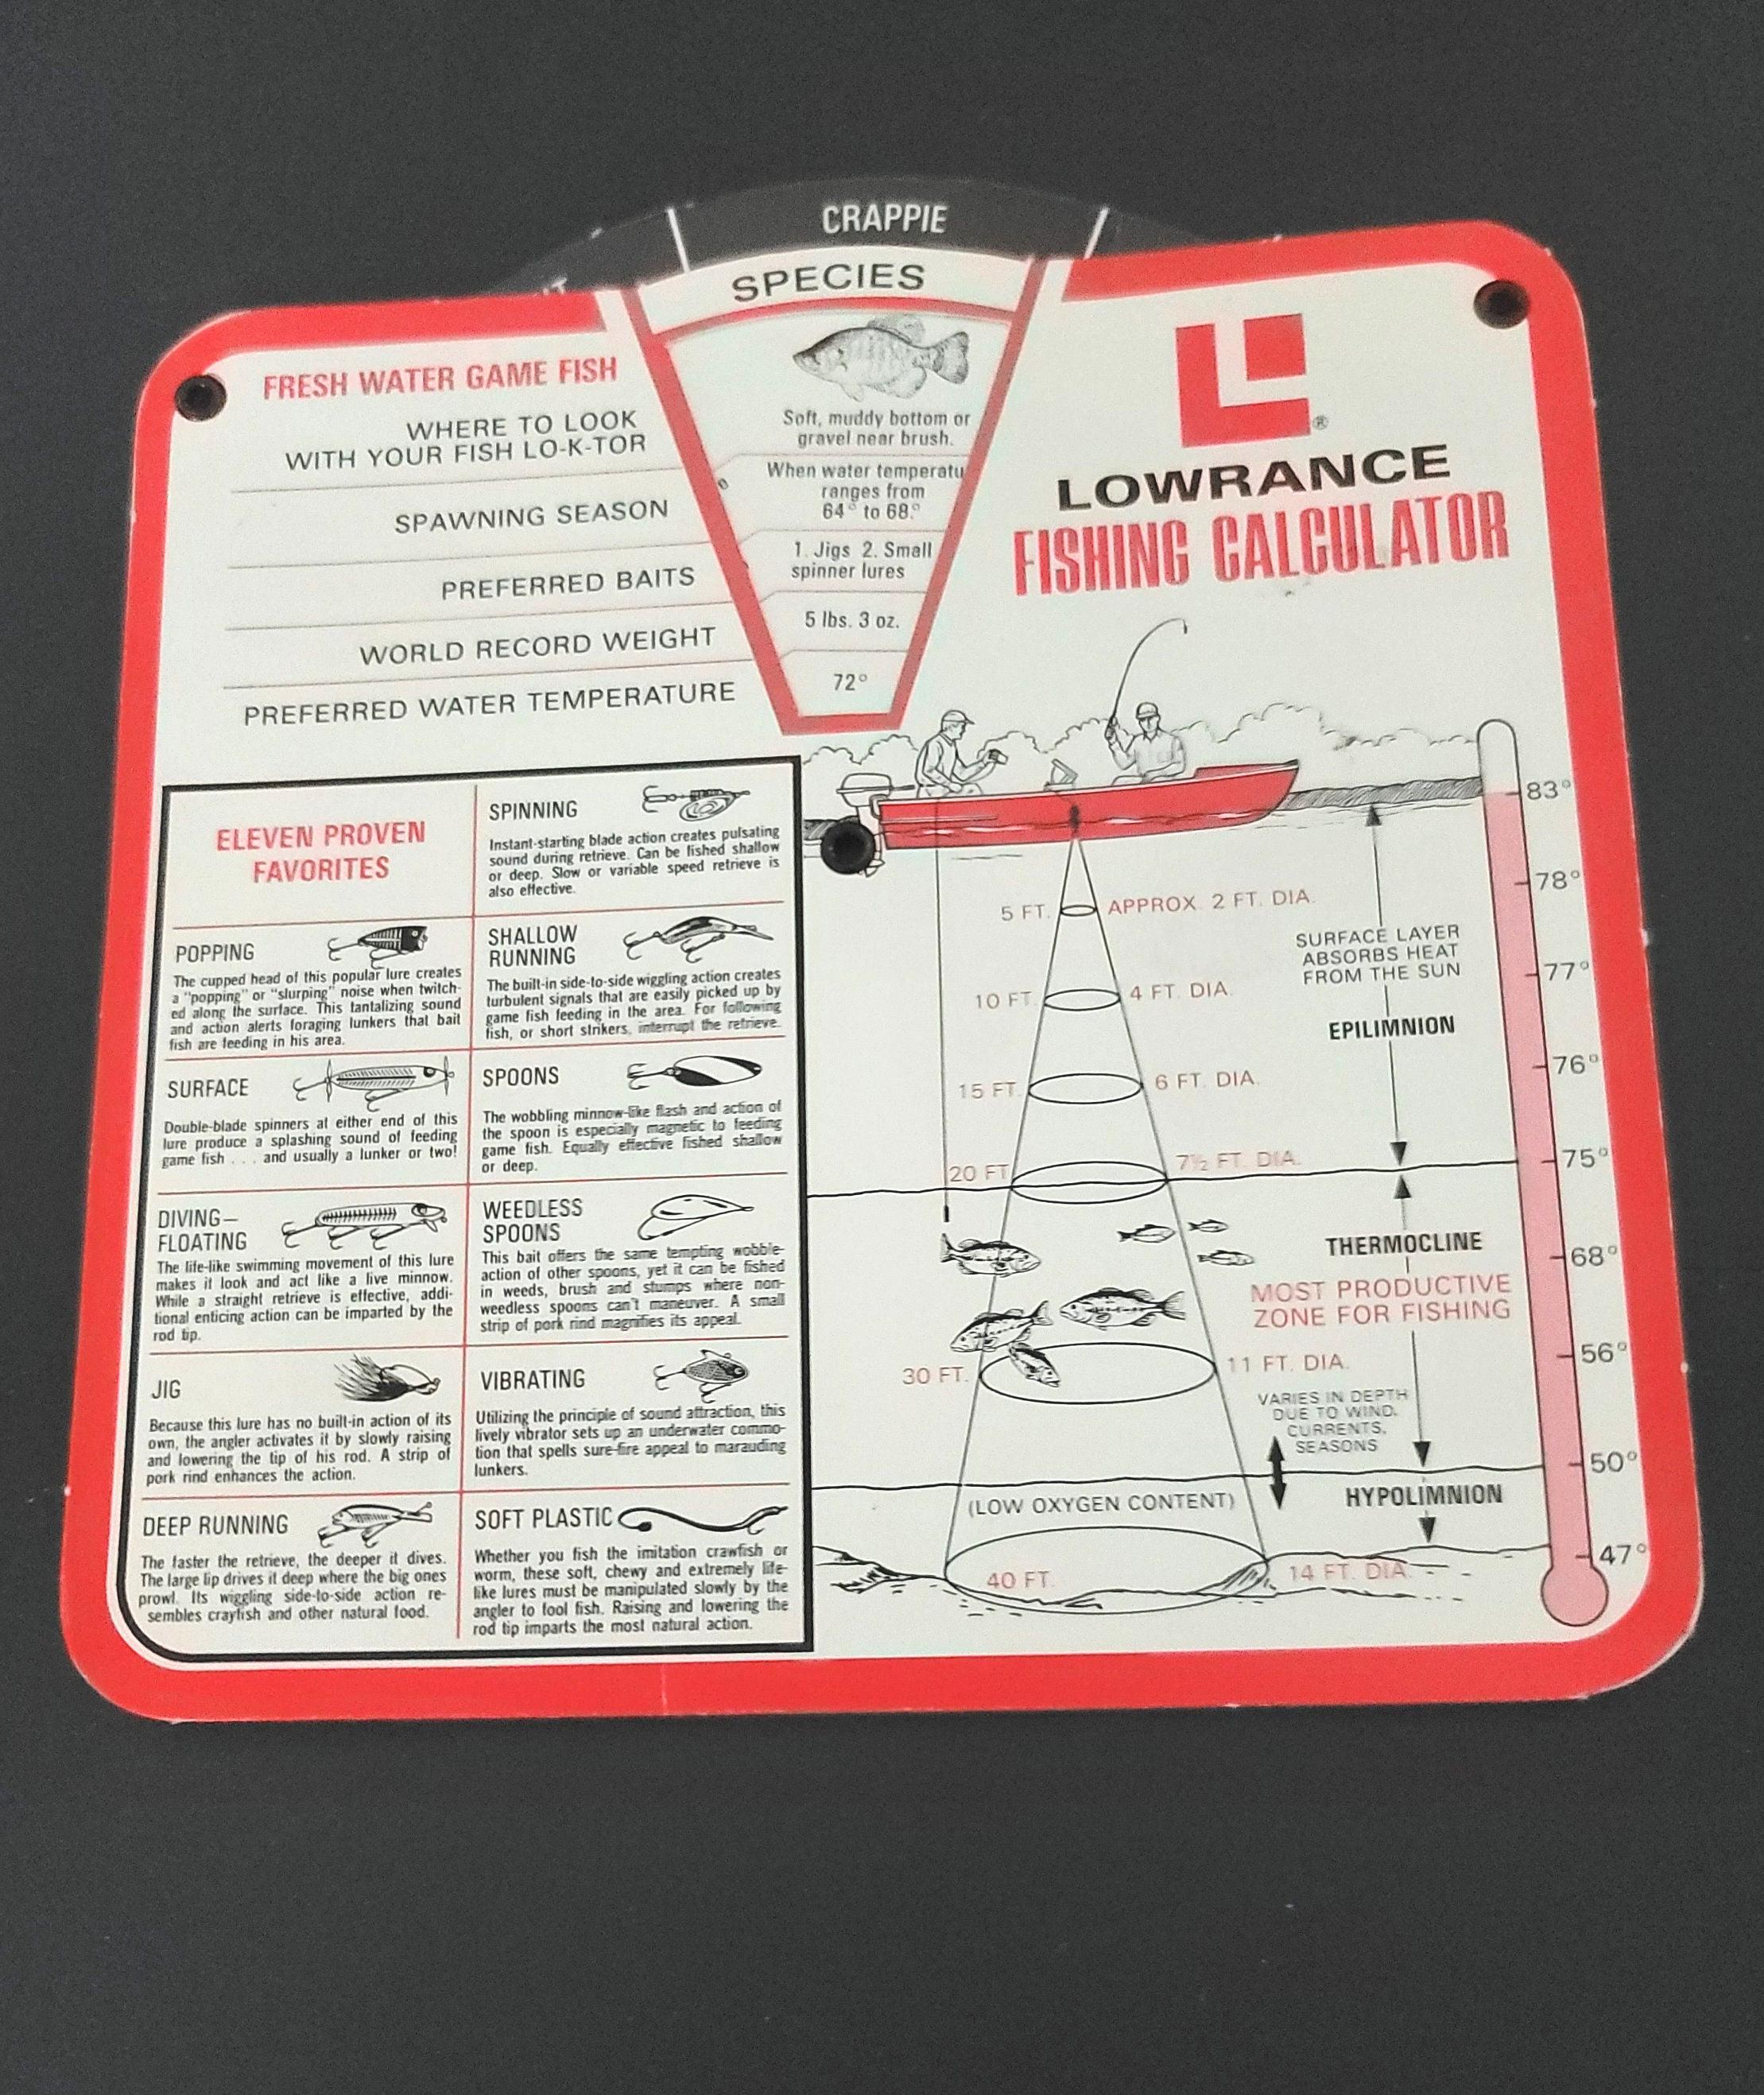 CRAPPIE
SPECIES
FRESH WATER GAME FISH
WHERE TO LOOK
WITH YOUR FISH LO-K-TOR
SPAWNING SEASON
PREFERRED BAITS
WORLD RECORD WEIGHT
PREFERRED WATER TEMPERATURE
Soft, muddy bottom or
gravel near brush.
When water temperatu
ranges from
64° to 68.°
1. Jigs 2. Small
spinner lures
5 lbs. 3 oz.
72°
®
LOWRANCE
FISHING CALCULATOR
ELEVEN PROVEN
FAVORITES
POPPING
The cupped head of this popular lure creates
a "popping" or "slurping" noise when twitch-
ed along the surface. This tantalizing sound
and action alerts foraging lunkers that bait
fish are feeding in his area.
SURFACE
Double-blade spinners at either end of this
lure produce a splashing sound of feeding
game fish . . . and usually a lunker or two!
DIVING—
FLOATING
The life-like swimming movement of this lure
makes it look and act like a live minnow.
While a straight retrieve is effective, addi-
tional enticing action can be imparted by the
rod tip.
JIG
Because this lure has no built-in action of its
own, the angler activates it by slowly raising
and lowering the tip of his rod. A strip of
pork rind enhances the action.
DEEP RUNNING
The faster the retrieve, the deeper it dives.
The large lip drives it deep where the big ones
prowl. Its wiggling side-to-side action re-
sembles crayfish and other natural food.
SPINNING
Instant-starting blade action creates pulsating
sound during retrieve. Can be fished shallow
or deep. Slow or variable speed retrieve is
also effective.
SHALLOW
RUNNING
The built-in side-to-side wiggling action creates
turbulent signals that are easily picked up by
game fish feeding in the area. For following
fish, or short strikers, interrupt the retrieve.
SPOONS
The wobbling minnow-like flash and action of
the spoon is especially magnetic to feeding
game fish. Equally effective fished shallow
or deep.
WEEDLESS
SPOONS
This bait offers the same tempting wobble-
action of other spoons, yet it can be fished
in weeds, brush and stumps where non-
weedless spoons can't maneuver. A small
strip of pork rind magnifies its appeal.
VIBRATING
Utilizing the principle of sound attraction, this
lively vibrator sets up an underwater commo-
tion that spells sure-fire appeal to marauding
lunkers.
SOFT PLASTIC
Whether you fish the imitation crawfish or
worm, these soft, chewy and extremely life-
like lures must be manipulated slowly by the
angler to fool fish. Raising and lowering the
rod tip imparts the most natural action.
5 FT. APPROX. 2 FT. DIA.
10 FT. 4 FT. DIA.
15 FT. 6 FT. DIA.
20 FT. 7½ FT. DIA.
30 FT. 11 FT. DIA.
40 FT. 14 FT. DIA.
SURFACE LAYER
ABSORBS HEAT
FROM THE SUN
EPILIMNION
THERMOCLINE
MOST PRODUCTIVE
ZONE FOR FISHING
VARIES IN DEPTH
DUE TO WIND,
CURRENTS,
SEASONS
(LOW OXYGEN CONTENT)
HYPOLIMNION
83°
78°
77°
76°
75°
68°
56°
50°
47°